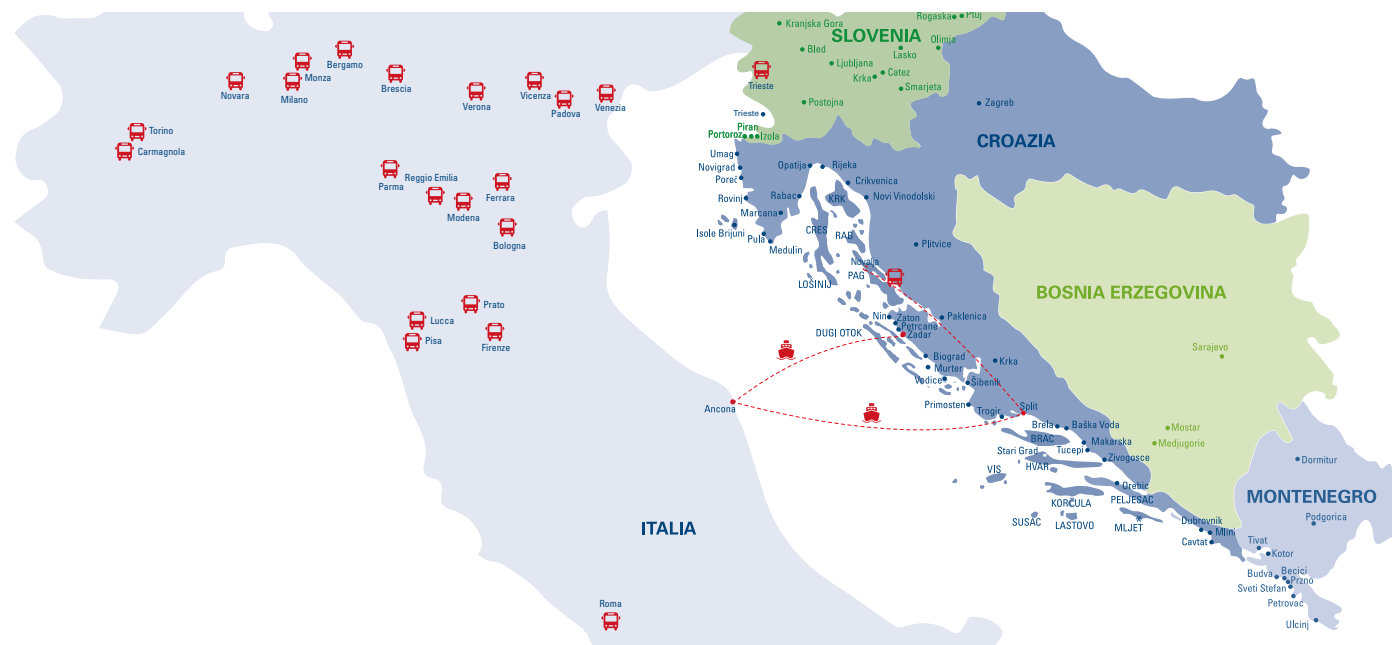 Kranjska Gora
Rogaska
Ptuj
SLOVENIA
Olimja
Bled
Lasko
Ljubljana
Catez
Krka
Smarjeta
Postojna
Trieste
Trieste
Piran
Portoroz
Izola
Bergamo
Monza
Novara
Milano
Brescia
Verona
Vicenza
Padova
Venezia
Torino
Carmagnola
Parma
Reggio Emilia
Modena
Ferrara
Bologna
Prato
Lucca
Pisa
Firenze
Zagreb
CROAZIA
Umag
Novigrad
Poreč
Rovinj
Isole Brijuni
Pula
Medulin
Marcana
Rabac
Opatija
Rijeka
Crikvenica
Novi Vinodolski
KRK
CRES
RAB
LOŠINIJ
Plitvice
Novalja
PAG
BOSNIA ERZEGOVINA
Nin
Zaton
Petrcane
Zadar
Paklenica
DUGI OTOK
Biograd
Murter
Vodice
Krka
Šibenik
Sarajevo
Ancona
Primosten
Trogir
Split
Brela
Baška Voda
BRAC
Makarska
Tucepi
Stari Grad
Zivogosce
HVAR
VIS
Mostar
Medjugorie
Dormitur
Orebic
PELJESAC
KORČULA
SUSAC
LASTOVO
MLJET
MONTENEGRO
Podgorica
Dubrovnik
Mlini
Cavtat
Tivat
Kotor
Budva
Becici
Przno
Sveti Stefan
Petrovac
Ulcinj
ITALIA
Roma